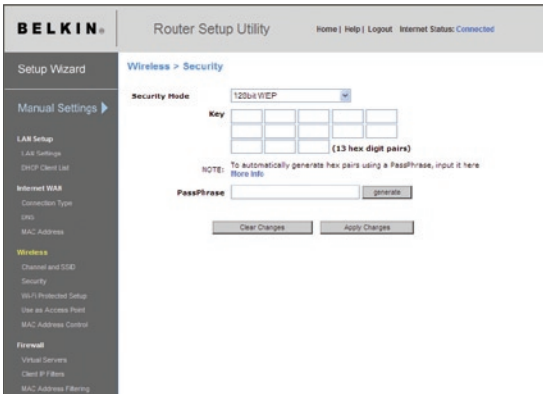 BELKIN®
Router Setup Utility
Home | Help | Logout Internet Status: Connected
Setup Wizard
Manual Settings
LAN Setup
LAN Settings
DHCP Client List
Internet WAN
Connection Type
DNS
MAC Address
Wireless
Channel and SSID
Security
Wi-Fi Protected Setup
Use as Access Point
MAC Address Control
Firewall
Virtual Servers
Client IP Filters
MAC Address Filtering
Wireless > Security
Security Mode 128bit WEP
Key
(13 hex digit pairs)
NOTE: To automatically generate hex pairs using a PassPhrase, input it here
More Info
PassPhrase generate
Clear Changes Apply Changes